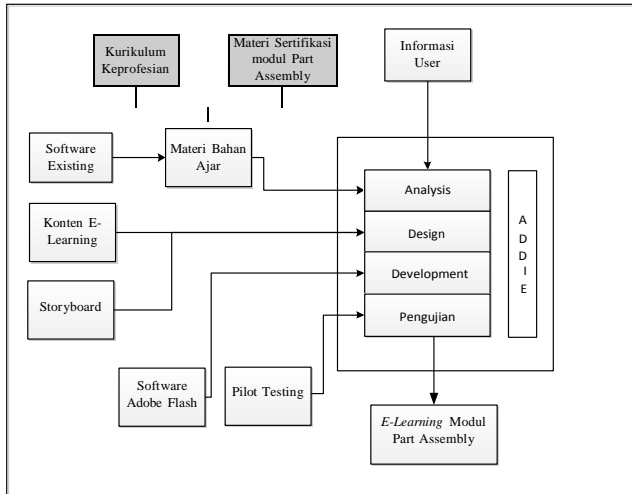 Kurikulum
Keprofesian
Materi Sertifikasi
modul Part
Assembly
Informasi
User
Software
Existing
Materi Bahan
Ajar
Analysis
Konten E-
Learning
Design
Development
Storyboard
Pengujian
A
D
D
I
E
Software
Adobe Flash
Pilot Testing
E-Learning Modul
Part Assembly